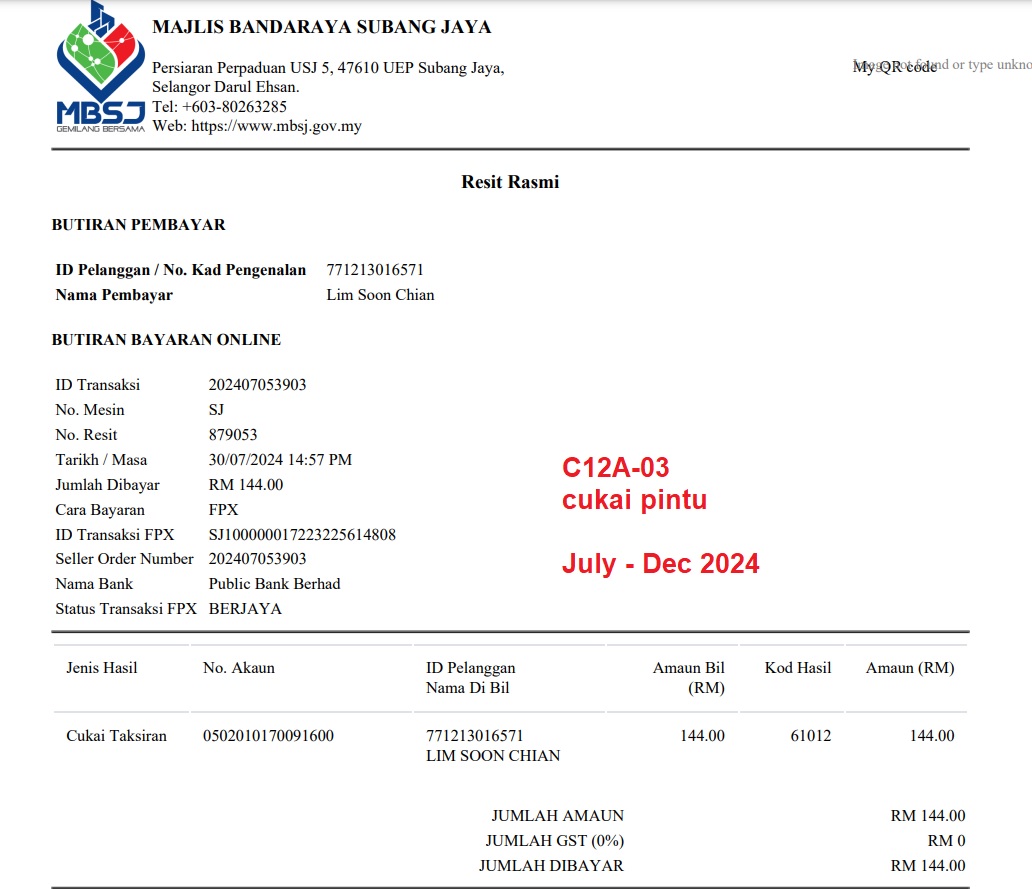 MBSJ
GEMILANG BERSAMA
MAJLIS BANDARAYA SUBANG JAYA
Persiaran Perpaduan USJ 5, 47610 UEP Subang Jaya,
Selangor Darul Ehsan.
Tel: +603-80263285
Web: https://www.mbsj.gov.my
My QR code
found or type unkno
Resit Rasmi
BUTIRAN PEMBAYAR
ID Pelanggan / No. Kad Pengenalan 771213016571
Nama Pembayar Lim Soon Chian
BUTIRAN BAYARAN ONLINE
ID Transaksi 202407053903
No. Mesin SJ
No. Resit 879053
Tarikh / Masa 30/07/2024 14:57 PM
Jumlah Dibayar RM 144.00
Cara Bayaran FPX
ID Transaksi FPX SJ100000017223225614808
Seller Order Number 202407053903
Nama Bank Public Bank Berhad
Status Transaksi FPX BERJAYA
C12A-03
cukai pintu
July - Dec 2024
Jenis Hasil No. Akaun ID Pelanggan Amaun Bil Kod Hasil Amaun (RM)
Nama Di Bil (RM)
Cukai Taksiran 0502010170091600 771213016571 144.00 61012 144.00
LIM SOON CHIAN
JUMLAH AMAUN RM 144.00
JUMLAH GST (0%) RM 0
JUMLAH DIBAYAR RM 144.00